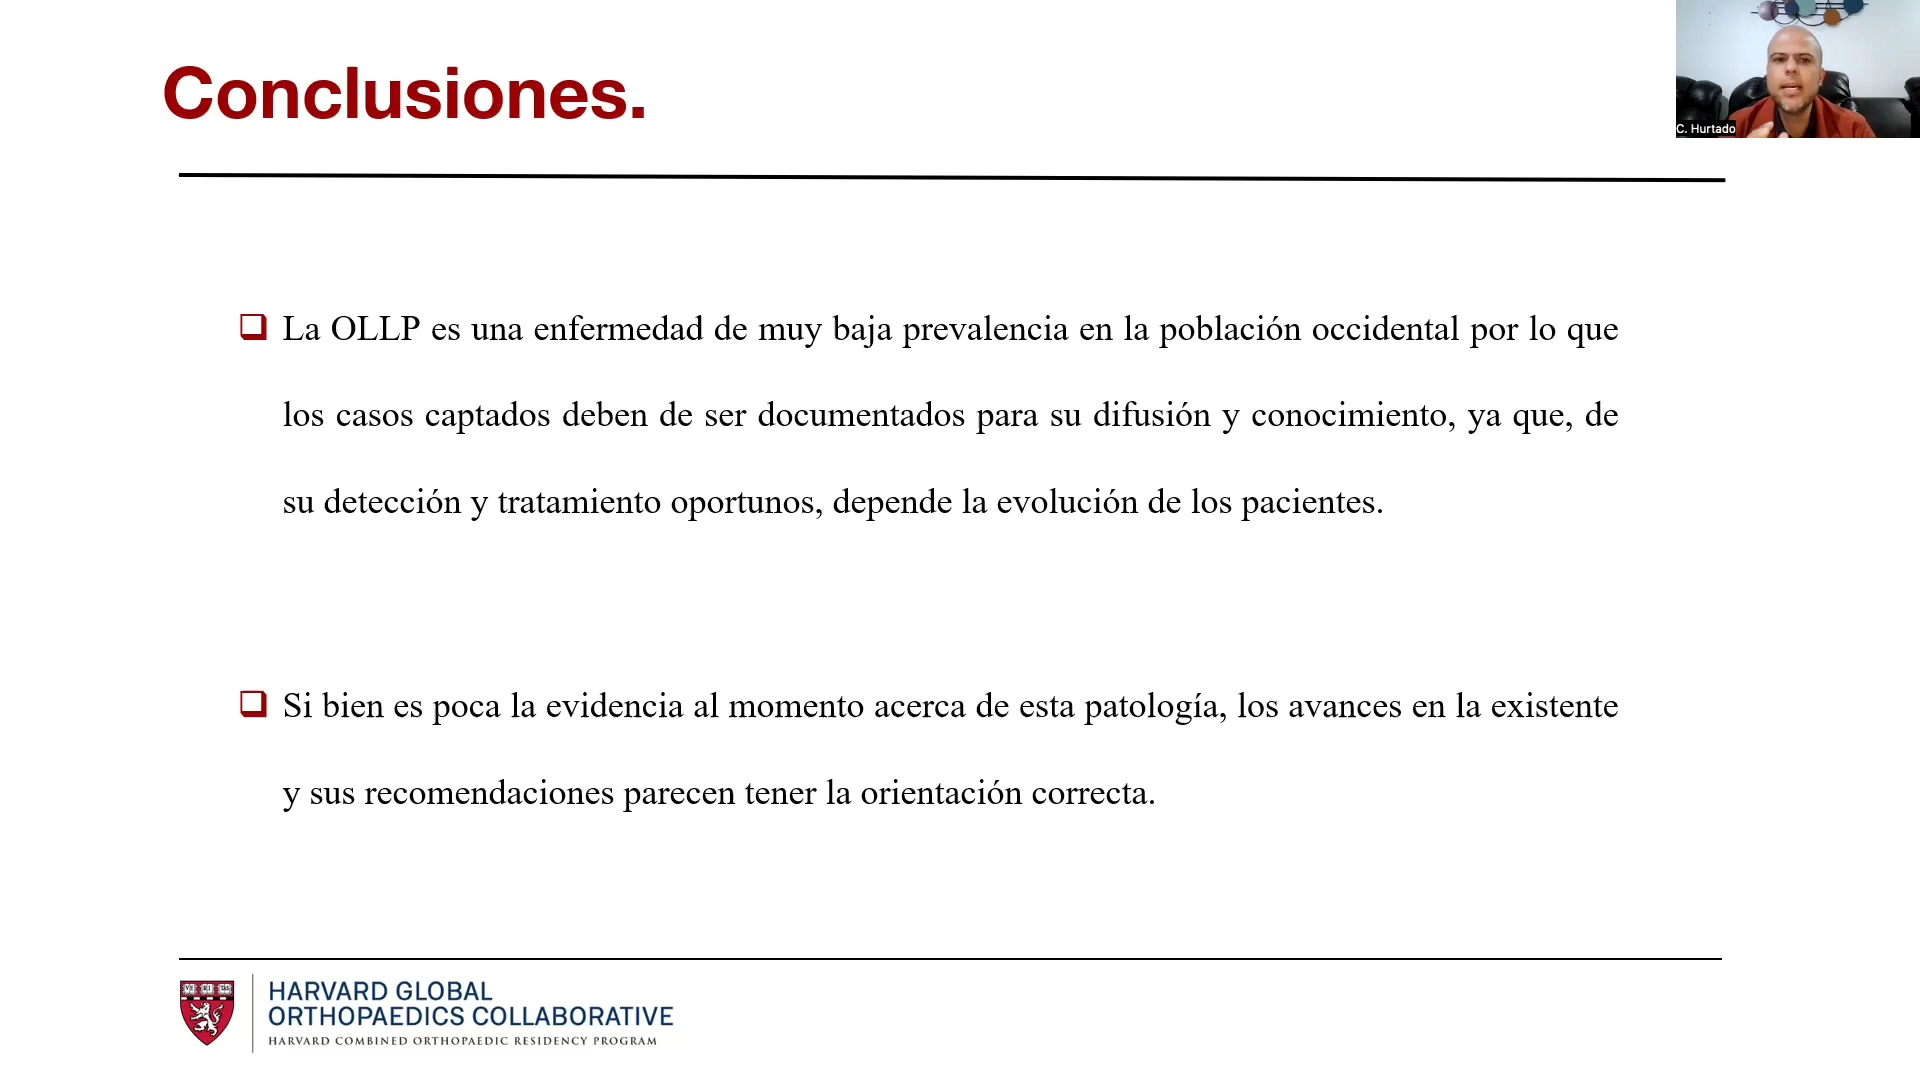 Conclusiones.
C. Hurtado
La OLLP es una enfermedad de muy baja prevalencia en la población occidental por lo que
los casos captados deben de ser documentados para su difusión y conocimiento, ya que, de
su detección y tratamiento oportunos, depende la evolución de los pacientes.
Si bien es poca la evidencia al momento acerca de esta patología, los avances en la existente
y sus recomendaciones parecen tener la orientación correcta.
VE RI TAS
HARVARD GLOBAL
ORTHOPAEDICS COLLABORATIVE
HARVARD COMBINED ORTHOPAEDIC RESIDENCY PROGRAM